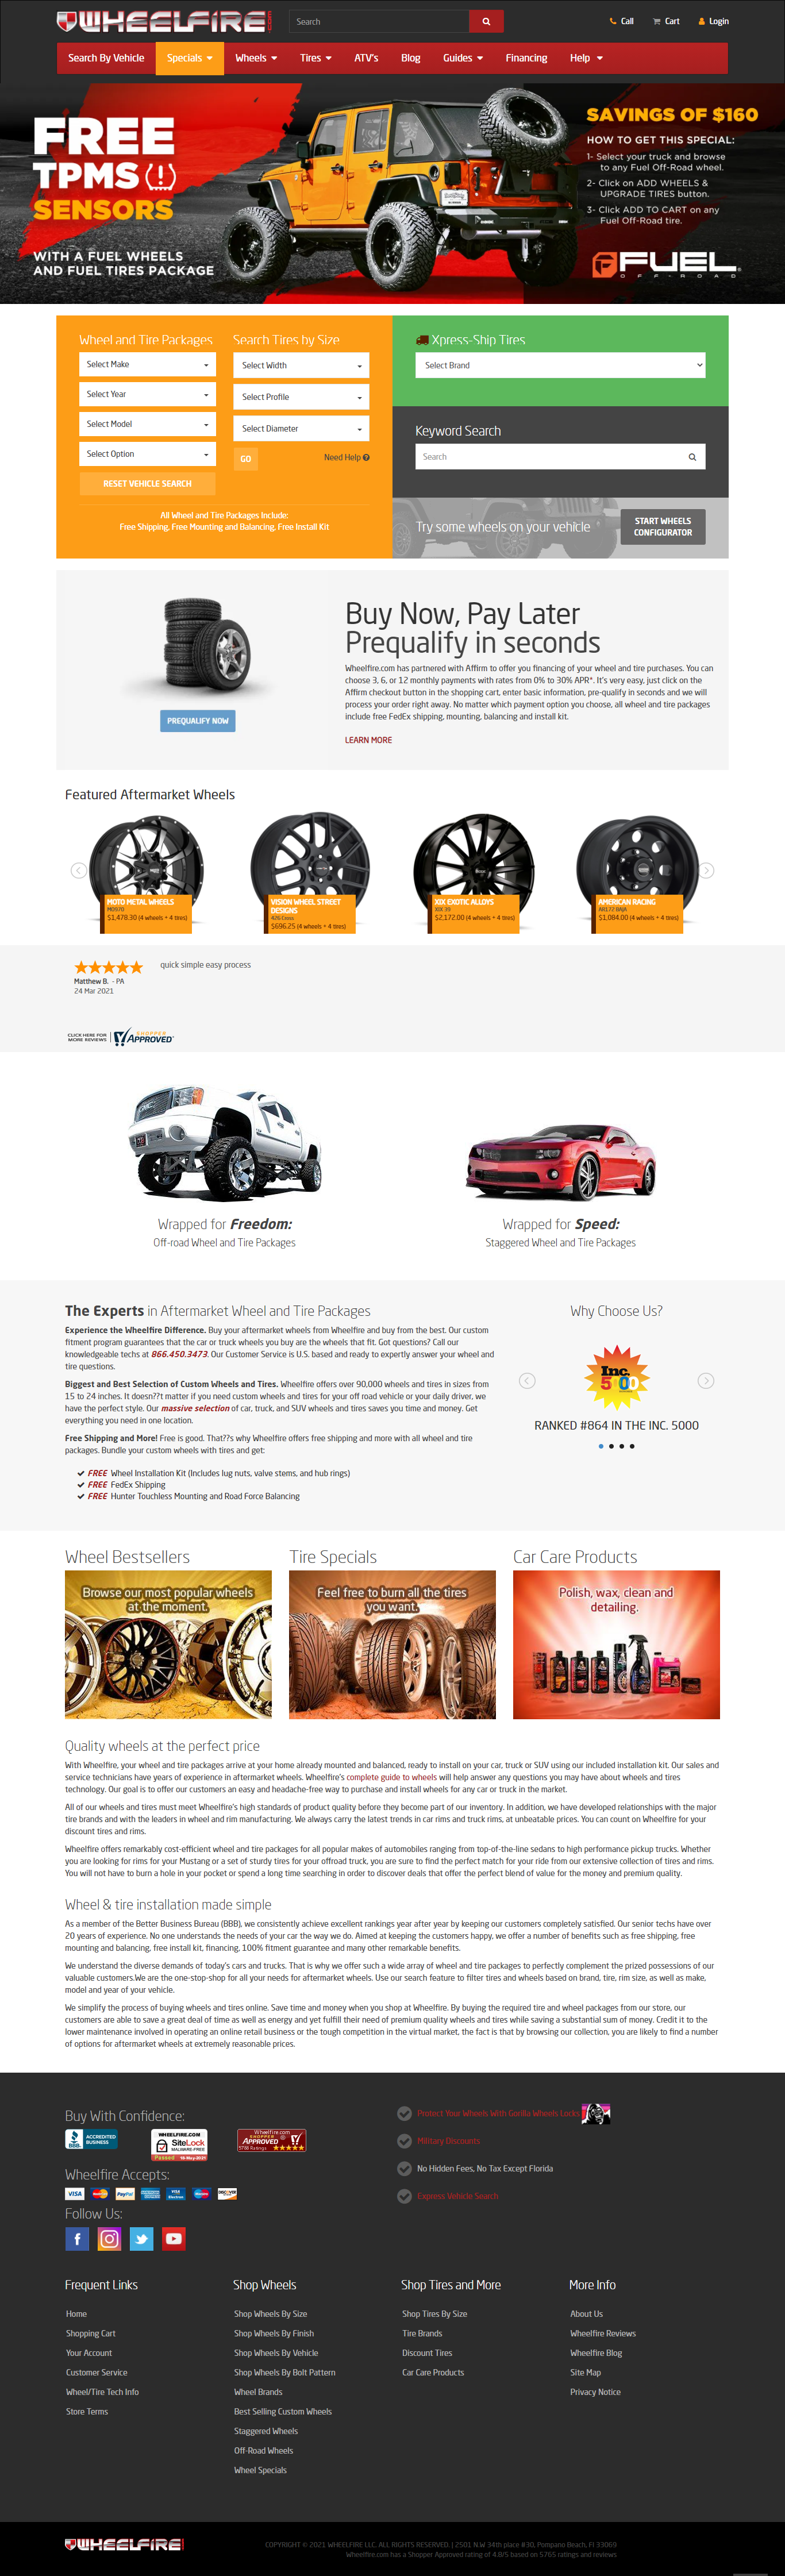 WHEELFIRE.COM
Search
Call
Cart
Login
Search By Vehicle
Specials
Wheels
Tires
ATV's
Blog
Guides
Financing
Help
FREE
TPMS
SENSORS
WITH A FUEL WHEELS
AND FUEL TIRES PACKAGE
SAVINGS OF $160
HOW TO GET THIS SPECIAL:
1- Select your truck and browse
to any Fuel Off-Road wheel.
2- Click on ADD WHEELS &
UPGRADE TIRES button.
3- Click ADD TO CART on any
Fuel Off-Road tire.
FUEL
OFF-ROAD
Wheel and Tire Packages
Select Make
Select Year
Select Model
Select Option
RESET VEHICLE SEARCH
Search Tires by Size
Select Width
Select Profile
Select Diameter
GO
Need Help
All Wheel and Tire Packages Include:
Free Shipping, Free Mounting and Balancing, Free Install Kit
Xpress-Ship Tires
Select Brand
Keyword Search
Search
Try some wheels on your vehicle
START WHEELS
CONFIGURATOR
PREQUALIFY NOW
Buy Now, Pay Later
Prequalify in seconds
Wheelfire.com has partnered with Affirm to offer you financing of your wheel and tire purchases. You can
choose 3, 6, or 12 monthly payments with rates from 0% to 30% APR*. It's very easy, just click on the
Affirm checkout button in the shopping cart, enter basic information, pre-qualify in seconds and we will
process your order right away. No matter which payment option you choose, all wheel and tire packages
include free FedEx shipping, mounting, balancing and install kit.
LEARN MORE
Featured Aftermarket Wheels
MOTO METAL WHEELS
MO970
$1,478.30 (4 wheels + 4 tires)
VISION WHEEL STREET
DESIGNS
426 Cross
$696.25 (4 wheels + 4 tires)
XIX EXOTIC ALLOYS
XIX 39
$2,172.00 (4 wheels + 4 tires)
AMERICAN RACING
AR172 BAJA
$1,084.00 (4 wheels + 4 tires)
quick simple easy process
Matthew B. - PA
24 Mar 2021
CLICK HERE FOR
MORE REVIEWS
SHOPPER
APPROVED
Wrapped for Freedom:
Off-road Wheel and Tire Packages
Wrapped for Speed:
Staggered Wheel and Tire Packages
The Experts in Aftermarket Wheel and Tire Packages
Experience the Wheelfire Difference. Buy your aftermarket wheels from Wheelfire and buy from the best. Our custom
fitment program guarantees that the car or truck wheels you buy are the wheels that fit. Got questions? Call our
knowledgeable techs at 866.450.3473. Our Customer Service is U.S. based and ready to expertly answer your wheel and
tire questions.
Biggest and Best Selection of Custom Wheels and Tires. Wheelfire offers over 90,000 wheels and tires in sizes from
15 to 24 inches. It doesn??t matter if you need custom wheels and tires for your off road vehicle or your daily driver, we
have the perfect style. Our massive selection of car, truck, and SUV wheels and tires saves you time and money. Get
everything you need in one location.
Free Shipping and More! Free is good. That??s why Wheelfire offers free shipping and more with all wheel and tire
packages. Bundle your custom wheels with tires and get:
FREE Wheel Installation Kit (Includes lug nuts, valve stems, and hub rings)
FREE FedEx Shipping
FREE Hunter Touchless Mounting and Road Force Balancing
Why Choose Us?
Inc.
5000
RANKED #864 IN THE INC. 5000
Wheel Bestsellers
Browse our most popular wheels
at the moment.
Tire Specials
Feel free to burn all the tires
you want.
Car Care Products
Polish, wax, clean and
detailing.
Quality wheels at the perfect price
With Wheelfire, your wheel and tire packages arrive at your home already mounted and balanced, ready to install on your car, truck or SUV using our included installation kit. Our sales and
service technicians have years of experience in aftermarket wheels. Wheelfire's complete guide to wheels will help answer any questions you may have about wheels and tires
technology. Our goal is to offer our customers an easy and headache-free way to purchase and install wheels for any car or truck in the market.
All of our wheels and tires must meet Wheelfire's high standards of product quality before they become part of our inventory. In addition, we have developed relationships with the major
tire brands and with the leaders in wheel and rim manufacturing. We always carry the latest trends in car rims and truck rims, at unbeatable prices. You can count on Wheelfire for your
discount tires and rims.
Wheelfire offers remarkably cost-efficient wheel and tire packages for all popular makes of automobiles ranging from top-of-the-line sedans to high performance pickup trucks. Whether
you are looking for rims for your Mustang or a set of sturdy tires for your offroad truck, you are sure to find the perfect match for your ride from our extensive collection of tires and rims.
You will not have to burn a hole in your pocket or spend a long time searching in order to discover deals that offer the perfect blend of value for the money and premium quality.
Wheel & tire installation made simple
As a member of the Better Business Bureau (BBB), we consistently achieve excellent rankings year after year by keeping our customers completely satisfied. Our senior techs have over
20 years of experience. No one understands the needs of your car the way we do. Aimed at keeping the customers happy, we offer a number of benefits such as free shipping, free
mounting and balancing, free install kit, financing, 100% fitment guarantee and many other remarkable benefits.
We understand the diverse demands of today's cars and trucks. That is why we offer such a wide array of wheel and tire packages to perfectly complement the prized possessions of our
valuable customers.We are the one-stop-shop for all your needs for aftermarket wheels. Use our search feature to filter tires and wheels based on brand, tire, rim size, as well as make,
model and year of your vehicle.
We simplify the process of buying wheels and tires online. Save time and money when you shop at Wheelfire. By buying the required tire and wheel packages from our store, our
customers are able to save a great deal of time as well as energy and yet fulfill their need of premium quality wheels and tires while saving a substantial sum of money. Credit it to the
lower maintenance involved in operating an online retail business or the tough competition in the virtual market, the fact is that by browsing our collection, you are likely to find a number
of options for aftermarket wheels at extremely reasonable prices.
Buy With Confidence:
BBB
ACCREDITED
BUSINESS
WHEELFIRE.COM
SiteLock
MALWARE-FREE
Passed 19-May-2021
Wheelfire.com
SHOPPER
APPROVED
5766 Ratings
Wheelfire Accepts:
VISA
PayPal
DISCOVER
Follow Us:
Protect Your Wheels With Gorilla Wheels Locks
Military Discounts
No Hidden Fees, No Tax Except Florida
Express Vehicle Search
Frequent Links
Home
Shopping Cart
Your Account
Customer Service
Wheel/Tire Tech Info
Store Terms
Shop Wheels
Shop Wheels By Size
Shop Wheels By Finish
Shop Wheels By Vehicle
Shop Wheels By Bolt Pattern
Wheel Brands
Best Selling Custom Wheels
Staggered Wheels
Off-Road Wheels
Wheel Specials
Shop Tires and More
Shop Tires By Size
Tire Brands
Discount Tires
Car Care Products
More Info
About Us
Wheelfire Reviews
Wheelfire Blog
Site Map
Privacy Notice
WHEELFIRE
COPYRIGHT © 2021 WHEELFIRE LLC. ALL RIGHTS RESERVED. | 2501 N.W. 34th place #30, Pompano Beach, Fl 33069
Wheelfire.com has a Shopper Approved rating of 4.8/5 based on 5765 ratings and reviews